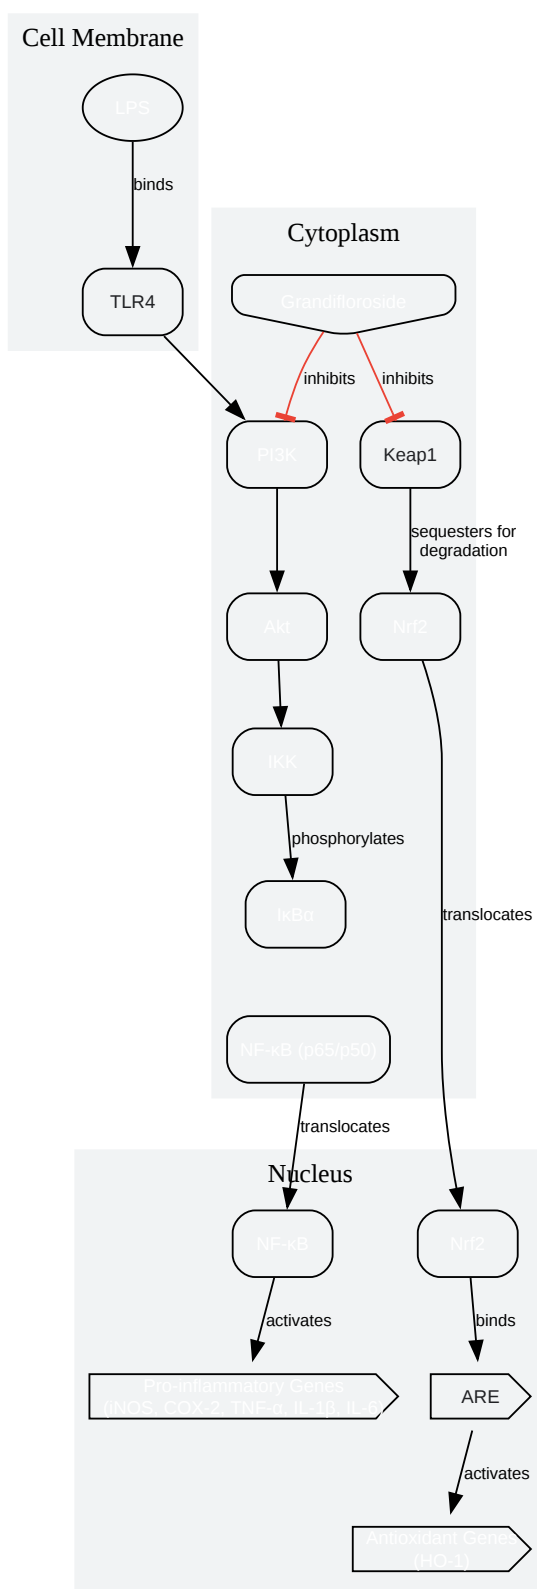 Cell Membrane
LPS
binds
TLR4
Cytoplasm
Grandifloroside
inhibits
inhibits
PI3K
Keap1
sequesters for
degradation
Akt
Nrf2
IKK
phosphorylates
IκBα
translocates
NF-κB (p65/p50)
translocates
Nucleus
NF-κB
Nrf2
activates
binds
Pro-inflammatory Genes
(iNOS, COX-2, TNF-α, IL-1β, IL-6)
ARE
activates
Antioxidant Genes
(HO-1)